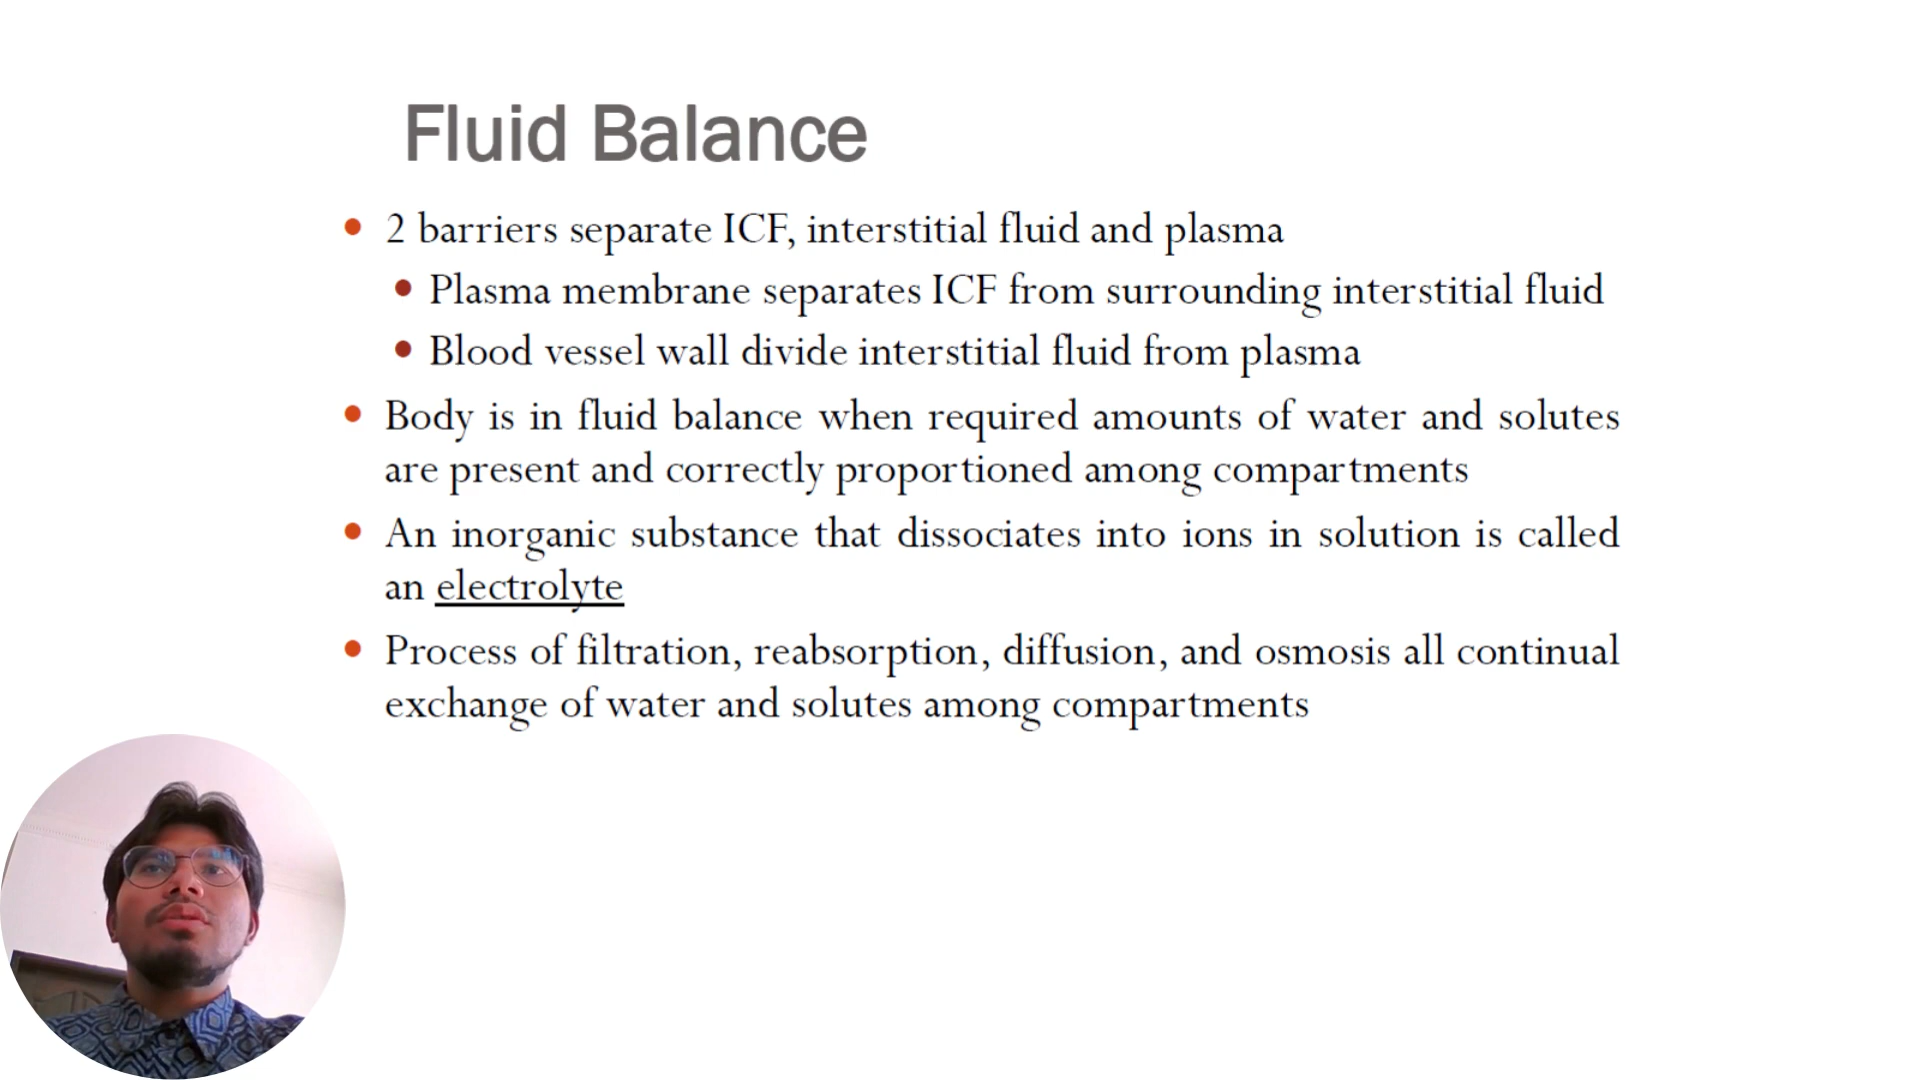 Fluid Balance
2 barriers separate ICF, interstitial fluid and plasma
Plasma membrane separates ICF from surrounding interstitial fluid
Blood vessel wall divide interstitial fluid from plasma
Body is in fluid balance when required amounts of water and solutes
are present and correctly proportioned among compartments
An inorganic substance that dissociates into ions in solution is called
an electrolyte
Process of filtration, reabsorption, diffusion, and osmosis all continual
exchange of water and solutes among compartments